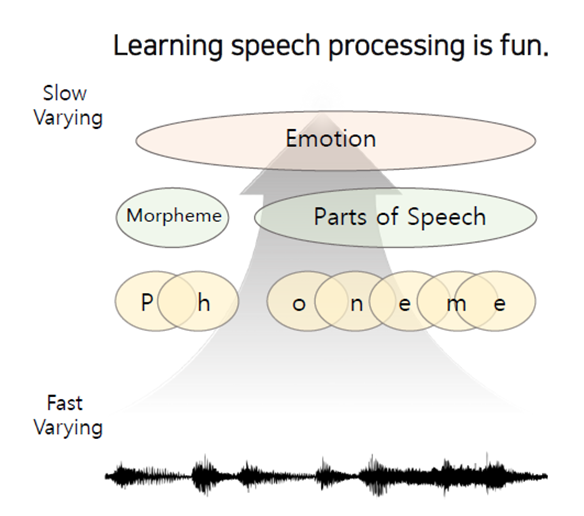 Learning speech processing is fun.
Slow
Varying
Emotion
Morpheme
Parts of Speech
P h o n e m e
Fast
Varying